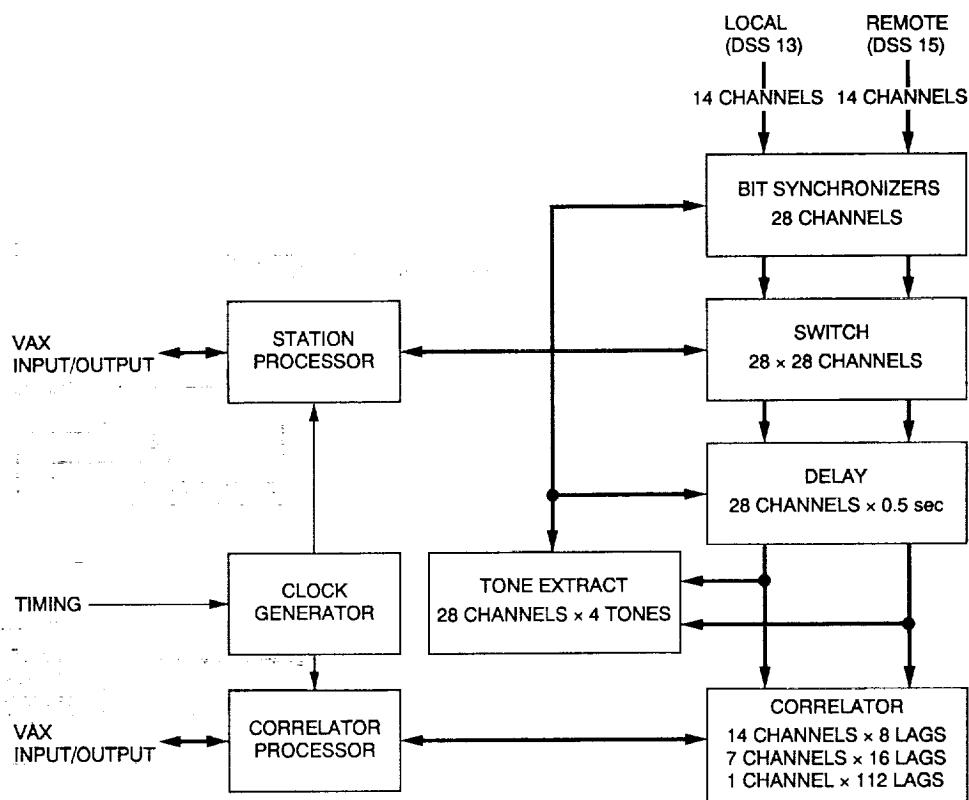 LOCAL
(DSS 13)
REMOTE
(DSS 15)
14 CHANNELS
14 CHANNELS
BIT SYNCHRONIZERS
28 CHANNELS
VAX
INPUT/OUTPUT
STATION
PROCESSOR
SWITCH
28 × 28 CHANNELS
DELAY
28 CHANNELS × 0.5 sec
TIMING
CLOCK
GENERATOR
TONE EXTRACT
28 CHANNELS × 4 TONES
VAX
INPUT/OUTPUT
CORRELATOR
PROCESSOR
CORRELATOR
14 CHANNELS × 8 LAGS
7 CHANNELS × 16 LAGS
1 CHANNEL × 112 LAGS